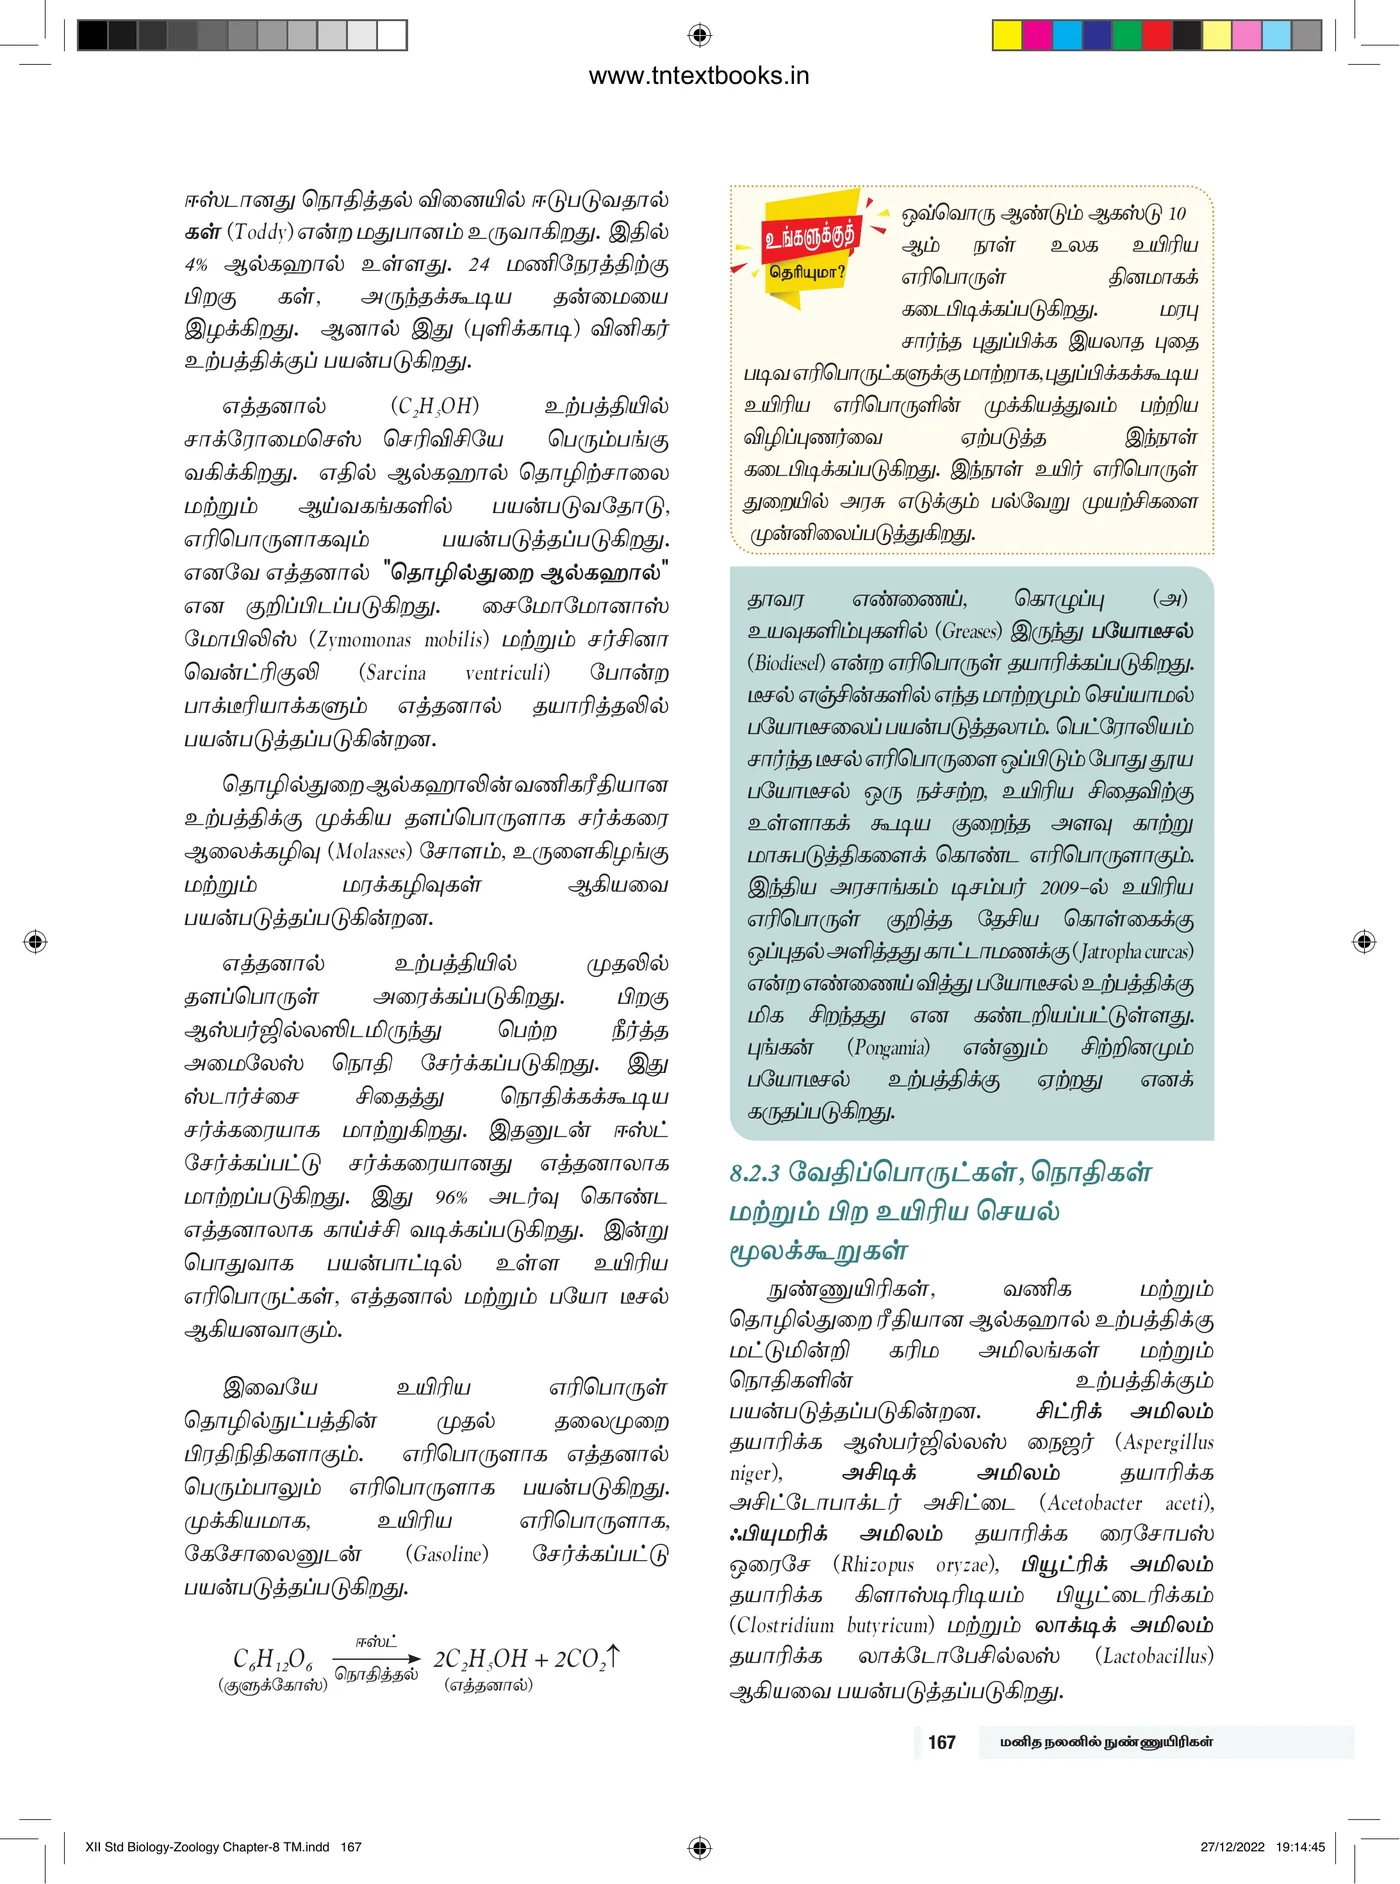 www.tntextbooks.in
ஈஸ்டானது நொதித்தல் வினையில் ஈடுபடுவதால்
கள் (Toddy) என்ற மதுபானம் உருவாகிறது. இதில்
4% ஆல்கஹால் உள்ளது. 24 மணிநேரத்திற்கு
பிறகு கள், அருந்தக்கூடிய தன்மையை
இழக்கிறது. ஆனால் இது (புளிக்காடி) வினிகர்
உற்பத்திக்குப் பயன்படுகிறது.
எத்தனால் (C₂H₅OH) உற்பத்தியில்
சாக்ரோமைசெஸ் செரிவிசியே பெரும்பங்கு
வகிக்கிறது. எதில் ஆல்கஹால் தொழிற்சாலை
மற்றும் ஆய்வகங்களில் பயன்படுவதோடு,
எரிபொருளாகவும் பயன்படுத்தப்படுகிறது.
எனவே எத்தனால் "தொழில்துறை ஆல்கஹால்"
என குறிப்பிடப்படுகிறது. சைமோமோனாஸ்
மோபிலிஸ் (Zymomonas mobilis) மற்றும் சர்சினா
வென்ட்ரிகுலி (Sarcina ventriculi) போன்ற
பாக்டீரியாக்களும் எத்தனால் தயாரித்தலில்
பயன்படுத்தப்படுகின்றன.
தொழில்துறை ஆல்கஹாலின் வணிகரீதியான
உற்பத்திக்கு முக்கிய தளப்பொருளாக சர்க்கரை
ஆலைக்கழிவு (Molasses) சோளம், உருளைகிழங்கு
மற்றும் மரக்கழிவுகள் ஆகியவை
பயன்படுத்தப்படுகின்றன.
எத்தனால் உற்பத்தியில் முதலில்
தளப்பொருள் அரைக்கப்படுகிறது. பிறகு
ஆஸ்பர்ஜில்லஸிடமிருந்து பெற்ற நீர்த்த
அமைலேஸ் நொதி சேர்க்கப்படுகிறது. இது
ஸ்டார்ச்சை சிதைத்து நொதிக்கக்கூடிய
சர்க்கரையாக மாற்றுகிறது. இதனுடன் ஈஸ்ட்
சேர்க்கப்பட்டு சர்க்கரையானது எத்தனாலாக
மாற்றப்படுகிறது. இது 96% அடர்வு கொண்ட
எத்தனாலாக காய்ச்சி வடிக்கப்படுகிறது. இன்று
பொதுவாக பயன்பாட்டில் உள்ள உயிரிய
எரிபொருட்கள், எத்தனால் மற்றும் பயோ டீசல்
ஆகியனவாகும்.
இவையே உயிரிய எரிபொருள்
தொழில்நுட்பத்தின் முதல் தலைமுறை
பிரதிநிதிகளாகும். எரிபொருளாக எத்தனால்
பெரும்பாலும் எரிபொருளாக பயன்படுகிறது.
முக்கியமாக, உயிரிய எரிபொருளாக,
கேசோலைனுடன் (Gasoline) சேர்க்கப்பட்டு
பயன்படுத்தப்படுகிறது.
ஈஸ்ட்
C₆H₁₂O₆ ⟶ 2C₂H₅OH + 2CO₂↑
(குளுக்கோஸ்) நொதித்தல் (எத்தனால்)
உங்களுக்குத்
தெரியுமா?
ஒவ்வொரு ஆண்டும் ஆகஸ்டு 10
ஆம் நாள் உலக உயிரிய
எரிபொருள் தினமாகக்
கடைபிடிக்கப்படுகிறது. மரபு
சார்ந்த புதுப்பிக்க இயலாத புதை
படிவ எரிபொருட்களுக்கு மாற்றாக, புதுப்பிக்கக்கூடிய
உயிரிய எரிபொருளின் முக்கியத்துவம் பற்றிய
விழிப்புணர்வை ஏற்படுத்த இந்நாள்
கடைபிடிக்கப்படுகிறது. இந்நாள் உயிர் எரிபொருள்
துறையில் அரசு எடுக்கும் பல்வேறு முயற்சிகளை
முன்னிலைப்படுத்துகிறது.
தாவர எண்ணெய், கொழுப்பு (அ)
உயவுகளிம்புகளில் (Greases) இருந்து பயோடீசல்
(Biodiesel) என்ற எரிபொருள் தயாரிக்கப்படுகிறது.
டீசல் எஞ்சின்களில் எந்த மாற்றமும் செய்யாமல்
பயோடீசலைப் பயன்படுத்தலாம். பெட்ரோலியம்
சார்ந்த டீசல் எரிபொருளை ஒப்பிடும் போது தூய
பயோடீசல் ஒரு நச்சற்ற, உயிரிய சிதைவிற்கு
உள்ளாகக் கூடிய குறைந்த அளவு காற்று
மாசுபடுத்திகளைக் கொண்ட எரிபொருளாகும்.
இந்திய அரசாங்கம் டிசம்பர் 2009-ல் உயிரிய
எரிபொருள் குறித்த தேசிய கொள்கைக்கு
ஒப்புதல் அளித்தது காட்டாமணக்கு (Jatropha curcas)
என்ற எண்ணெய் வித்து பயோடீசல் உற்பத்திக்கு
மிக சிறந்தது என கண்டறியப்பட்டுள்ளது.
புங்கன் (Pongamia) என்னும் சிற்றினமும்
பயோடீசல் உற்பத்திக்கு ஏற்றது எனக்
கருதப்படுகிறது.
8.2.3 வேதிப்பொருட்கள், நொதிகள்
மற்றும் பிற உயிரிய செயல்
மூலக்கூறுகள்
நுண்ணுயிரிகள், வணிக மற்றும்
தொழில்துறை ரீதியான ஆல்கஹால் உற்பத்திக்கு
மட்டுமின்றி கரிம அமிலங்கள் மற்றும்
நொதிகளின் உற்பத்திக்கும்
பயன்படுத்தப்படுகின்றன. சிட்ரிக் அமிலம்
தயாரிக்க ஆஸ்பர்ஜில்லஸ் நைஜர் (Aspergillus
niger), அசிடிக் அமிலம் தயாரிக்க
அசிட்டோபாக்டர் அசிட்டை (Acetobacter aceti),
ஃபியுமரிக் அமிலம் தயாரிக்க ரைசோபஸ்
ஒரைசே (Rhizopus oryzae), பியூட்ரிக் அமிலம்
தயாரிக்க கிளாஸ்டிரிடியம் பியூட்டைரிக்கம்
(Clostridium butyricum) மற்றும் லாக்டிக் அமிலம்
தயாரிக்க லாக்டோபேசில்லஸ் (Lactobacillus)
ஆகியவை பயன்படுத்தப்படுகிறது.
167 மனித நலனில் நுண்ணுயிரிகள்
XII Std Biology-Zoology Chapter-8 TM.indd 167 27/12/2022 19:14:45